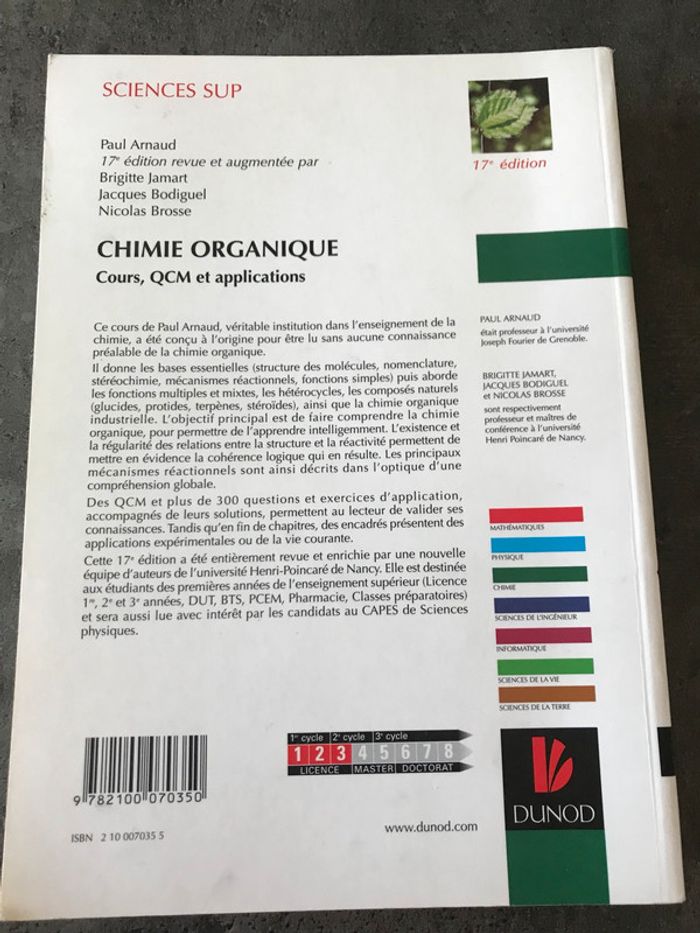 SCIENCES SUP
Paul Arnaud
17e édition revue et augmentée par
Brigitte Jamart
Jacques Bodiguel
Nicolas Brosse
17e édition
CHIMIE ORGANIQUE
Cours, QCM et applications
Ce cours de Paul Arnaud, véritable institution dans l'enseignement de la
chimie, a été conçu à l'origine pour être lu sans aucune connaissance
préalable de la chimie organique.
Il donne les bases essentielles (structure des molécules, nomenclature,
stéréochimie, mécanismes réactionnels, fonctions simples) puis aborde
les fonctions multiples et mixtes, les hétérocycles, les composés naturels
(glucides, protides, terpènes, stéroïdes), ainsi que la chimie organique
industrielle. L'objectif principal est de faire comprendre la chimie
organique, pour permettre de l'apprendre intelligemment. L'existence et
la régularité des relations entre la structure et la réactivité permettent de
mettre en évidence la cohérence logique qui en résulte. Les principaux
mécanismes réactionnels sont ainsi décrits dans l'optique d'une
compréhension globale.
Des QCM et plus de 300 questions et exercices d'application,
accompagnés de leurs solutions, permettent au lecteur de valider ses
connaissances. Tandis qu'en fin de chapitres, des encadrés présentent des
applications expérimentales ou de la vie courante.
Cette 17e édition a été entièrement revue et enrichie par une nouvelle
équipe d'auteurs de l'université Henri-Poincaré de Nancy. Elle est destinée
aux étudiants des premières années de l'enseignement supérieur (Licence
1re, 2e et 3e années, DUT, BTS, PCEM, Pharmacie, Classes préparatoires)
et sera aussi lue avec intérêt par les candidats au CAPES de Sciences
physiques.
PAUL ARNAUD
était professeur à l'université
Joseph Fourier de Grenoble.
BRIGITTE JAMART,
JACQUES BODIGUEL
et NICOLAS BROSSE
sont respectivement
professeur et maîtres de
conférence à l'université
Henri Poincaré de Nancy.
MATHÉMATIQUES
PHYSIQUE
CHIMIE
SCIENCES DE L'INGÉNIEUR
INFORMATIQUE
SCIENCES DE LA VIE
SCIENCES DE LA TERRE
9 782100 070350
ISBN 2 10 007035 5
1er cycle 2e cycle 3e cycle
1 2 3 4 5 6 7 8
LICENCE MASTER DOCTORAT
www.dunod.com
DUNOD